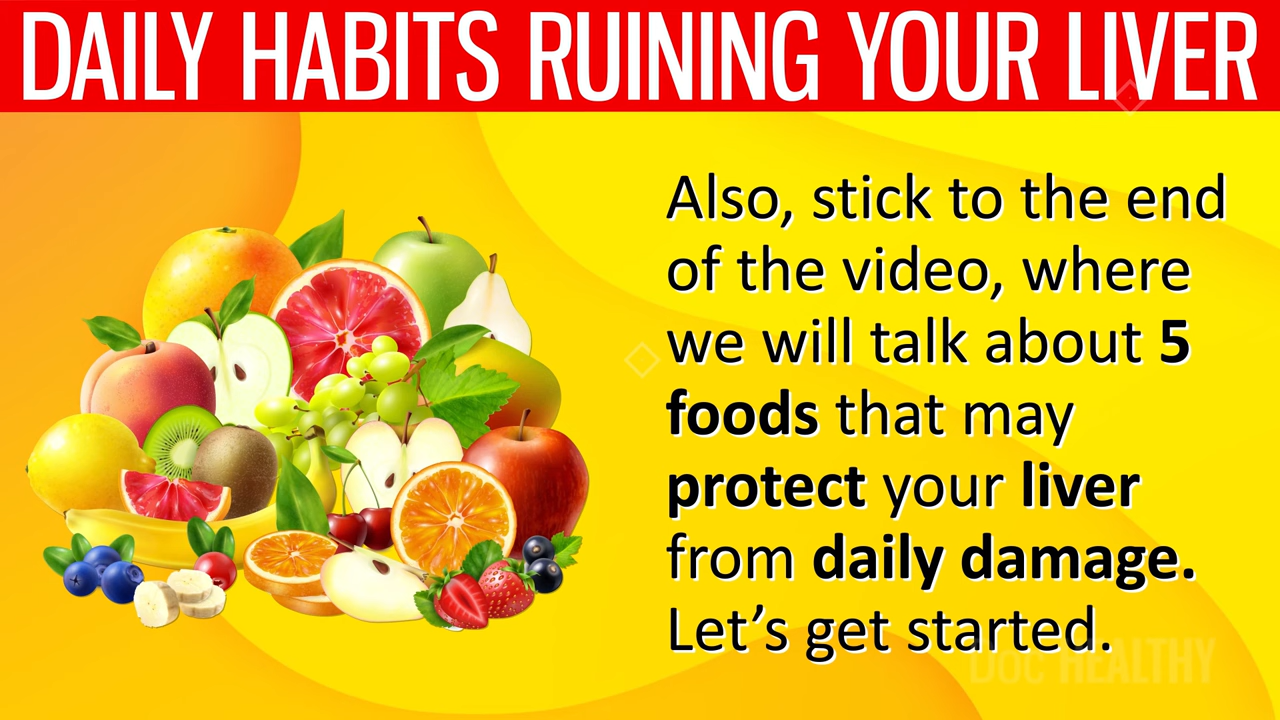 DAILY HABITS RUINING YOUR LIVER
Also, stick to the end
of the video, where
we will talk about 5
foods that may
protect your liver
from daily damage.
Let’s get started.
DOC HEALTHY